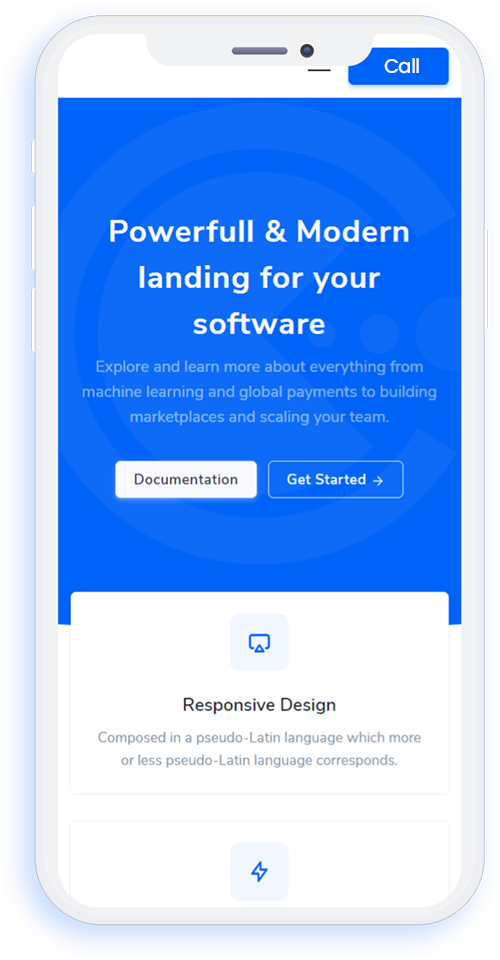 Call
Powerfull & Modern
landing for your
software
Explore and learn more about everything from
machine learning and global payments to building
marketplaces and scaling your team.
Documentation
Get Started →
Responsive Design
Composed in a pseudo-Latin language which more
or less pseudo-Latin language corresponds.